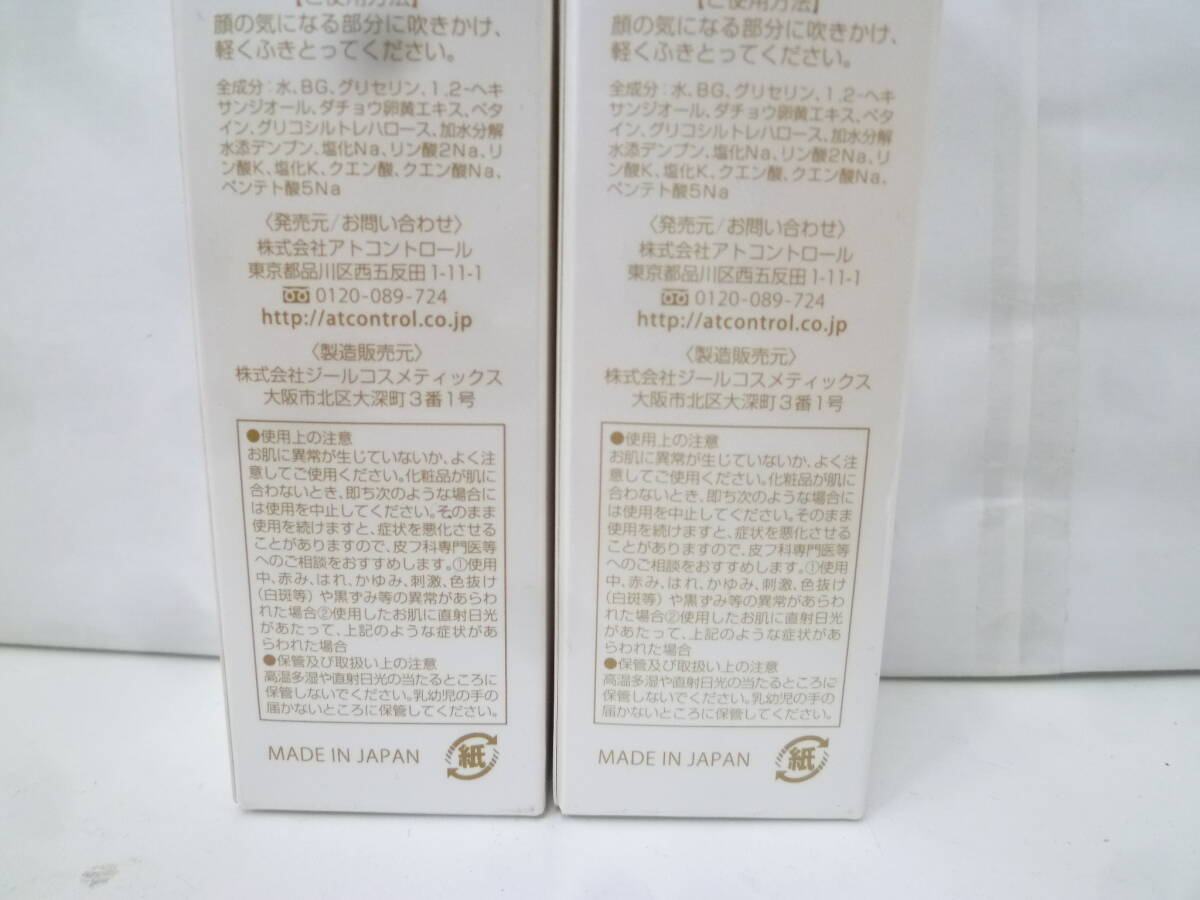 【ご使用方法】
顔の気になる部分に吹きかけ、
軽くふきとってください。
全成分：水、BG、グリセリン、1,2-ヘキ
サンジオール、ダチョウ卵黄エキス、ベタ
イン、グリコシルトレハロース、加水分解
水添デンプン、塩化Na、リン酸2Na、リ
ン酸K、塩化K、クエン酸、クエン酸Na、
ペンテト酸5Na
〈発売元/お問い合わせ〉
株式会社アトコントロール
東京都品川区西五反田1-11-1
0120-089-724
http://atcontrol.co.jp
〈製造販売元〉
株式会社ジールコスメティックス
大阪市北区大深町3番1号
●使用上の注意
お肌に異常が生じていないか、よく注
意してご使用ください。化粧品が肌に
合わないとき、即ち次のような場合に
は使用を中止してください。そのまま
使用を続けますと、症状を悪化させる
ことがありますので、皮フ科専門医等
へのご相談をおすすめします。①使用
中、赤み、はれ、かゆみ、刺激、色抜け
（白斑等）や黒ずみ等の異常があらわ
れた場合②使用したお肌に直射日光
があたって、上記のような症状があ
らわれた場合
●保管及び取扱い上の注意
高温多湿や直射日光の当たるところに
保管しないでください。乳幼児の手の
届かないところに保管してください。
MADE IN JAPAN
紙
【ご使用方法】
顔の気になる部分に吹きかけ、
軽くふきとってください。
全成分：水、BG、グリセリン、1,2-ヘキ
サンジオール、ダチョウ卵黄エキス、ベタ
イン、グリコシルトレハロース、加水分解
水添デンプン、塩化Na、リン酸2Na、リ
ン酸K、塩化K、クエン酸、クエン酸Na、
ペンテト酸5Na
〈発売元/お問い合わせ〉
株式会社アトコントロール
東京都品川区西五反田1-11-1
0120-089-724
http://atcontrol.co.jp
〈製造販売元〉
株式会社ジールコスメティックス
大阪市北区大深町3番1号
●使用上の注意
お肌に異常が生じていないか、よく注
意してご使用ください。化粧品が肌に
合わないとき、即ち次のような場合に
は使用を中止してください。そのまま
使用を続けますと、症状を悪化させる
ことがありますので、皮フ科専門医等
へのご相談をおすすめします。①使用
中、赤み、はれ、かゆみ、刺激、色抜け
（白斑等）や黒ずみ等の異常があらわ
れた場合②使用したお肌に直射日光
があたって、上記のような症状があ
らわれた場合
●保管及び取扱い上の注意
高温多湿や直射日光の当たるところに
保管しないでください。乳幼児の手の
届かないところに保管してください。
MADE IN JAPAN
紙